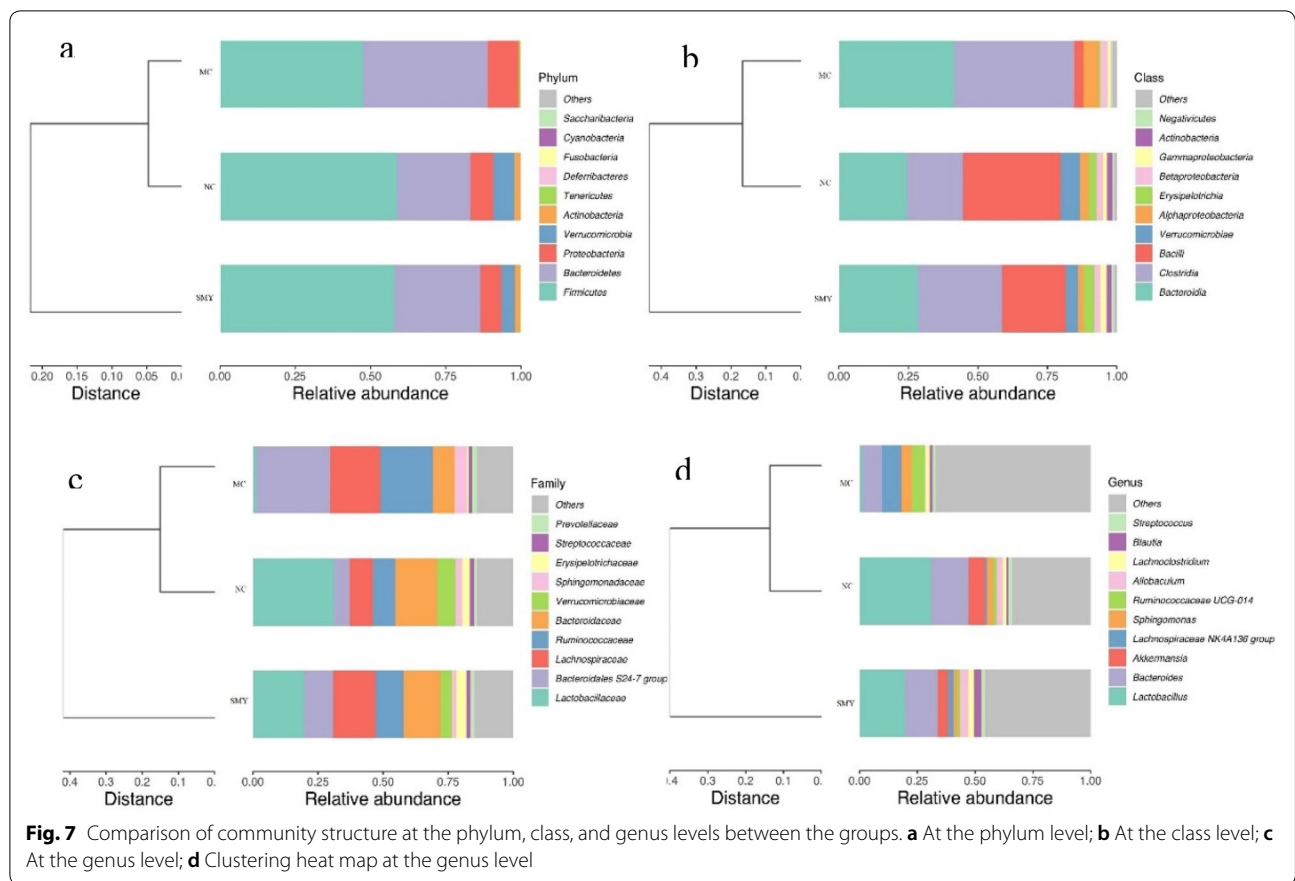 a
MC
NC
SMY
0.20 0.15 0.10 0.05 0.(
Distance
0.00 0.25 0.50 0.75 1.00
Relative abundance
Phylum
Others
Saccharibacteria
Cyanobacteria
Fusobacteria
Deferribacteres
Tenericutes
Actinobacteria
Verrucomicrobia
Proteobacteria
Bacteroidetes
Firmicutes
b
MC
NC
SMY
0.4 0.3 0.2 0.1 0.
Distance
0.00 0.25 0.50 0.75 1.00
Relative abundance
Class
Others
Negativicutes
Actinobacteria
Gammaproteobacteria
Betaproteobacteria
Erysipelotrichia
Alphaproteobacteria
Verrucomicrobiae
Bacilli
Clostridia
Bacteroidia
c
MC
NC
SMY
0.4 0.3 0.2 0.1 0.
Distance
0.00 0.25 0.50 0.75 1.00
Relative abundance
Family
Others
Prevotellaceae
Streptococcaceae
Erysipelotrichaceae
Sphingomonadaceae
Verrucomicrobiaceae
Bacteroidaceae
Ruminococcaceae
Lachnospiraceae
Bacteroidales S24-7 group
Lactobacillaceae
d
MC
NC
SMY
).4 0.3 0.2 0.1 0.
Distance
0.00 0.25 0.50 0.75 1.00
Relative abundance
Genus
Others
Streptococcus
Blautia
Lachnoclostridium
Allobaculum
Ruminococcaceae UCG-014
Sphingomonas
Lachnospiraceae NK4A136 group
Akkermansia
Bacteroides
Lactobacillus
Fig. 7 Comparison of community structure at the phylum, class, and genus levels between the groups. a At the phylum level; b At the class level; c
At the genus level; d Clustering heat map at the genus level